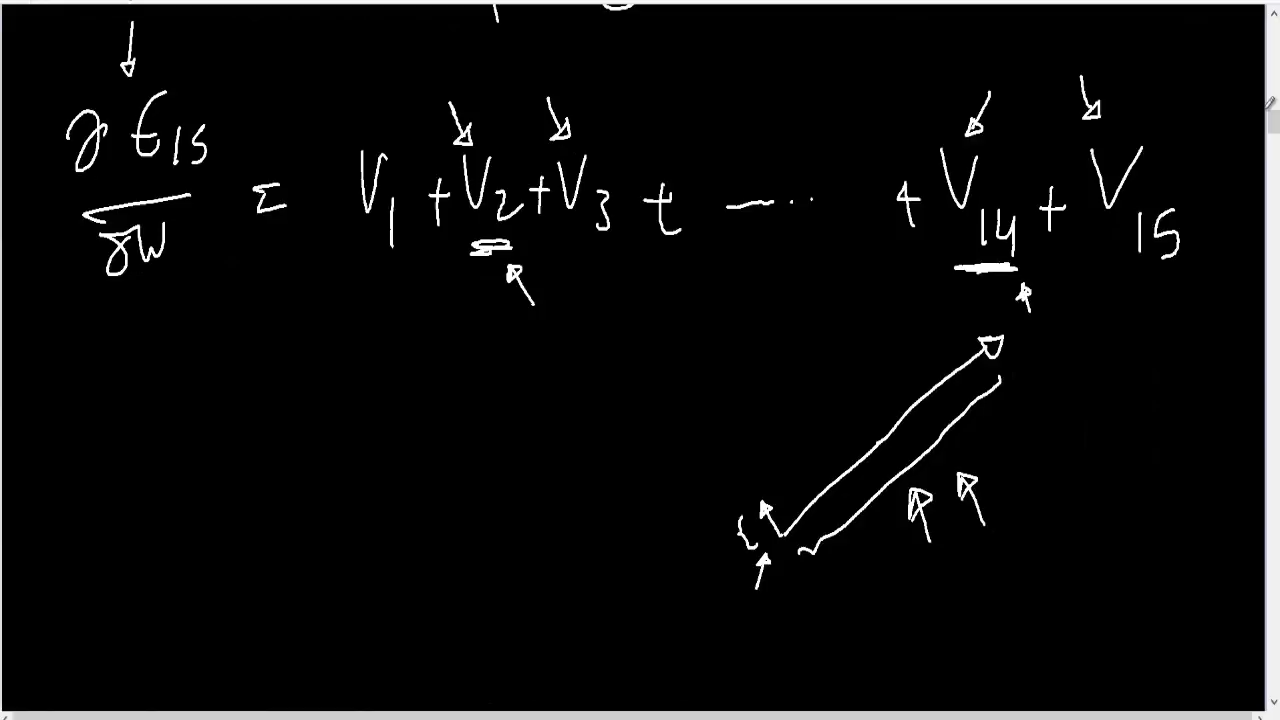 ∂E₁₅/∂W = V₁ + V₂ + V₃ + ---·· + V₁₄ + V₁₅
t